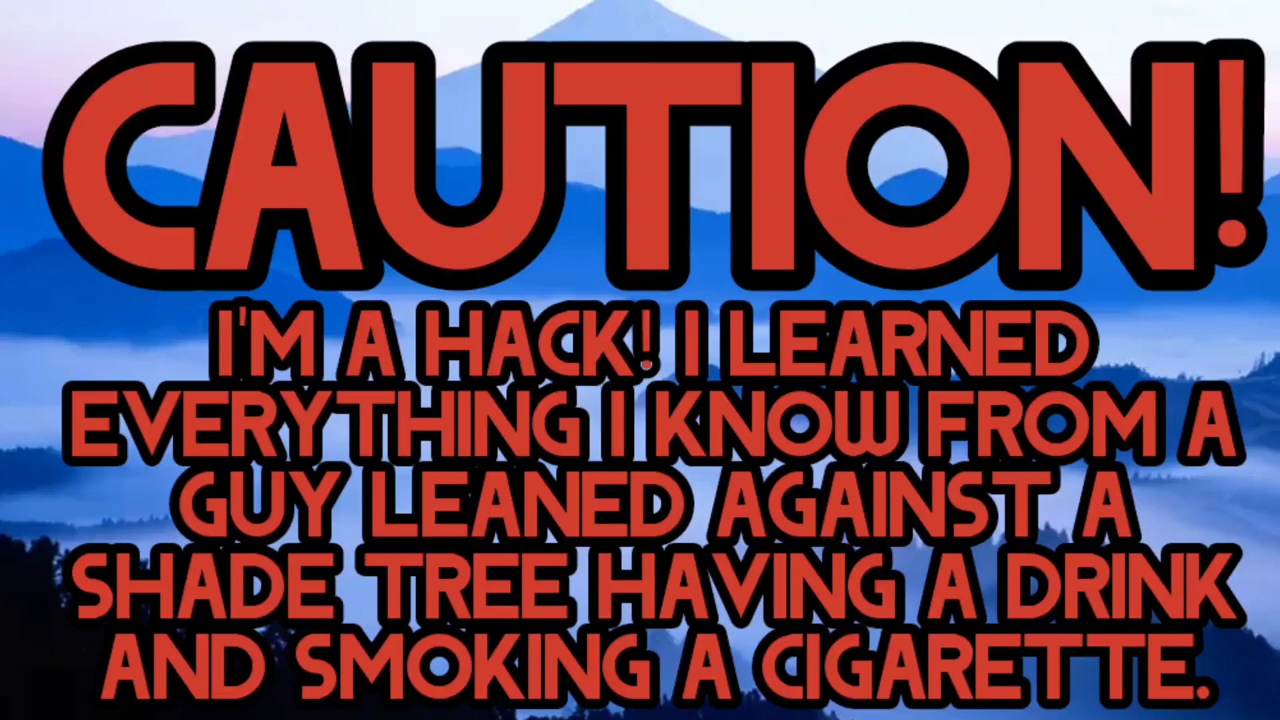 CAUTION!
I'M A HACK! I LEARNED
EVERYTHING I KNOW FROM A
GUY LEANED AGAINST A
SHADE TREE HAVING A DRINK
AND SMOKING A CIGARETTE.